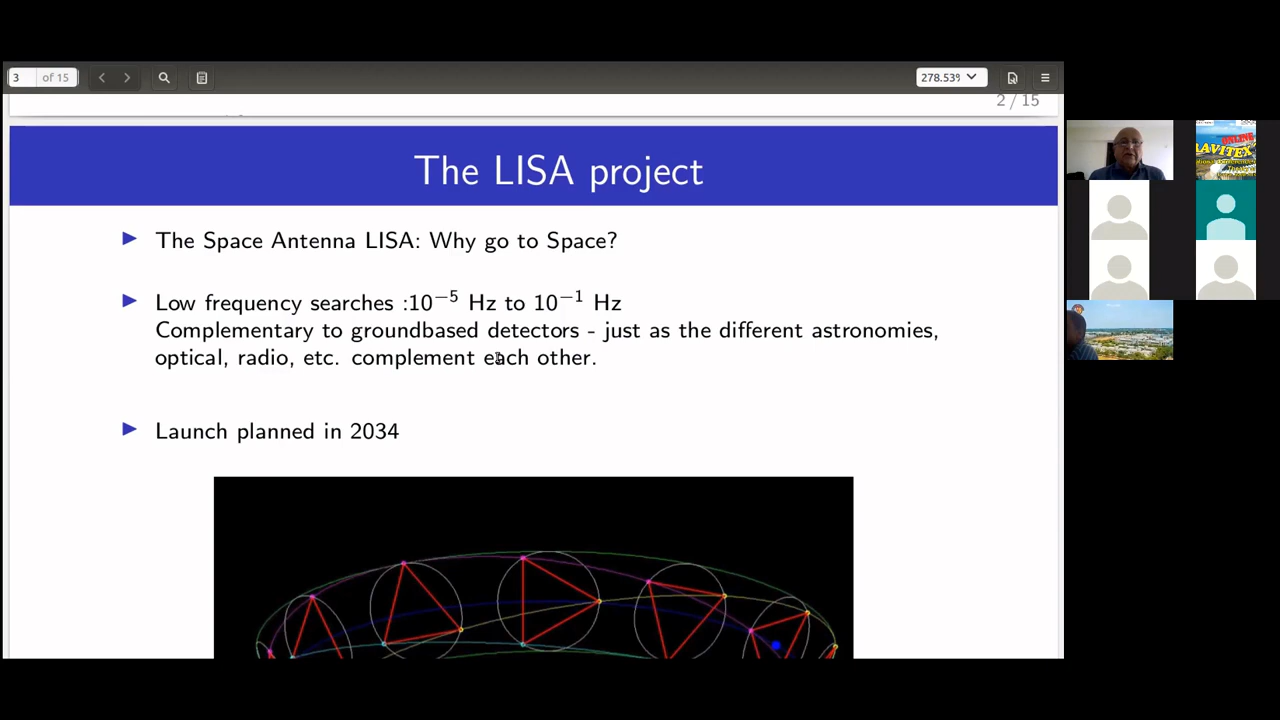 3 of 15
278.53%
2 / 15
The LISA project
The Space Antenna LISA: Why go to Space?
Low frequency searches :10⁻⁵ Hz to 10⁻¹ Hz
Complementary to groundbased detectors - just as the different astronomies,
optical, radio, etc. complement each other.
Launch planned in 2034
ONLINE